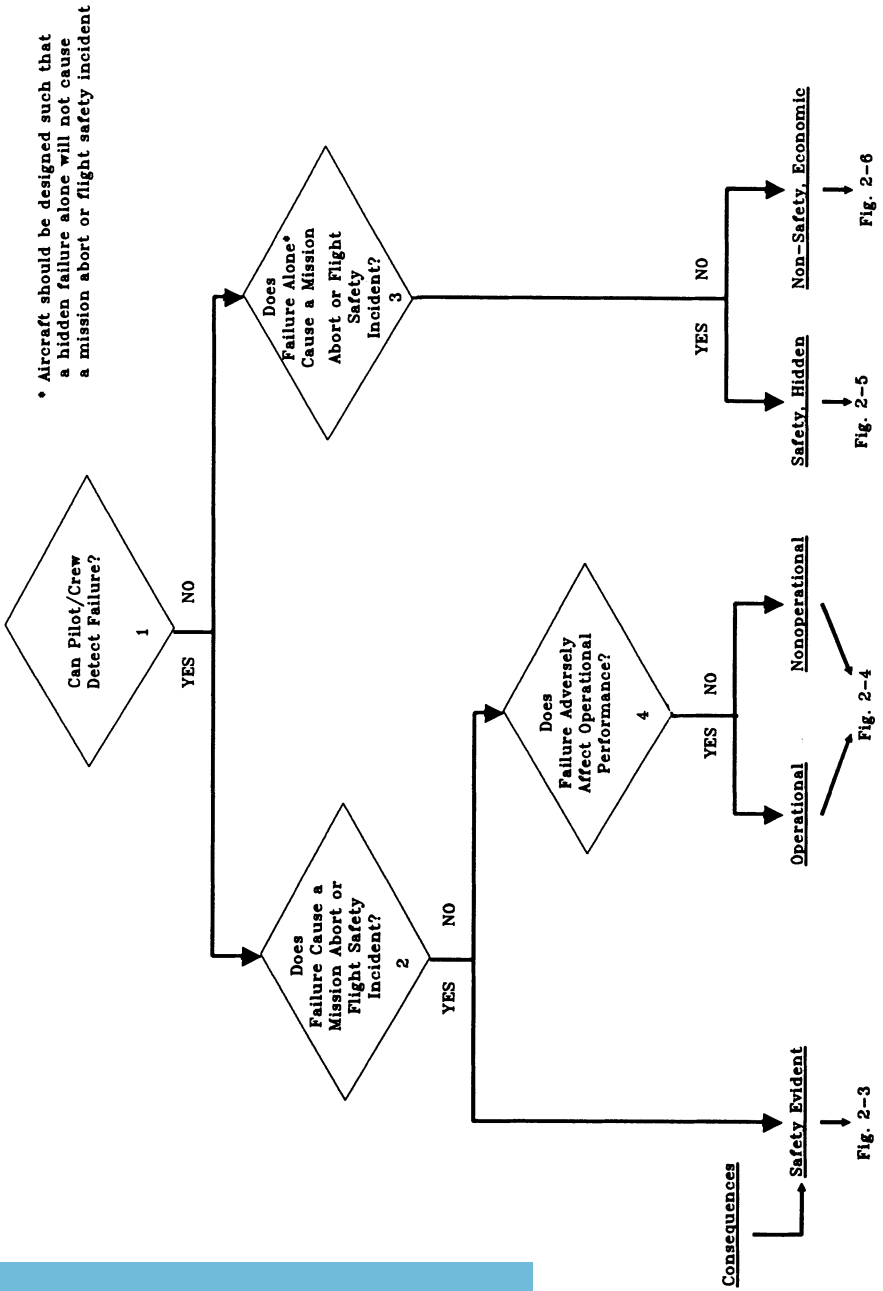 * Aircraft should be designed such that
a hidden failure alone will not cause
a mission abort or flight safety incident
Can Pilot/Crew
Detect Failure?
1
YES
NO
Does
Failure Cause a
Mission Abort or
Flight Safety
Incident?
2
YES
NO
Does
Failure Alone*
Cause a Mission
Abort or Flight
Safety
Incident?
3
YES
NO
Does
Failure Adversely
Affect Operational
Performance?
4
YES
NO
Consequences
Safety Evident
Operational
Nonoperational
Safety, Hidden
Non-Safety, Economic
Fig. 2-3
Fig. 2-4
Fig. 2-5
Fig. 2-6